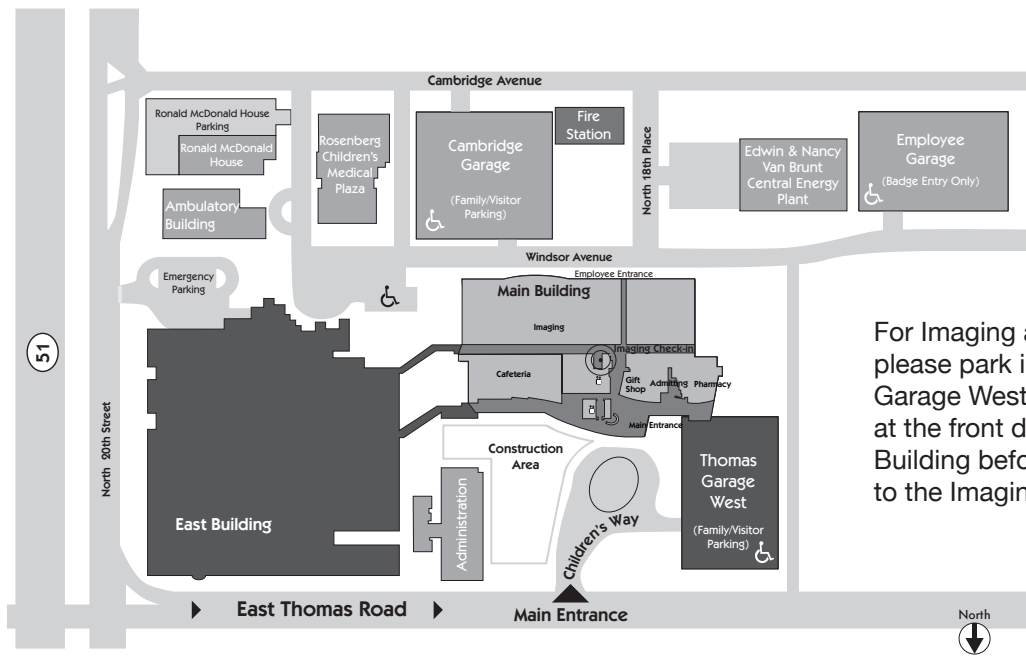 Cambridge Avenue
Ronald McDonald House
Parking
Ronald McDonald
House
Rosenberg
Children's
Medical
Plaza
Cambridge
Garage
(Family/Visitor
Parking)
Fire
Station
North 18th Place
Edwin & Nancy
Van Brunt
Central Energy
Plant
Employee
Garage
(Badge Entry Only)
Ambulatory
Building
Windsor Avenue
Emergency
Parking
Employee Entrance
Main Building
Imaging
Imaging Check-in
Cafeteria
Gift
Shop
Admitting
Pharmacy
Main Entrance
51
North 20th Street
East Building
Construction
Area
Administration
Children's Way
Thomas
Garage
West
(Family/Visitor
Parking)
For Imaging a
please park i
Garage West
at the front d
Building befo
to the Imagin
East Thomas Road
Main Entrance
North